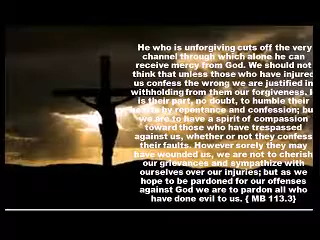 He who is unforgiving cuts off the very
channel through which alone he can
receive mercy from God. We should not
think that unless those who have injured
us confess the wrong we are justified in
withholding from them our forgiveness. I
is their part, no doubt, to humble their
hearts by repentance and confession; but
we are to have a spirit of compassion
toward those who have trespassed
against us, whether or not they confess
their faults. However sorely they may
have wounded us, we are not to cherish
our grievances and sympathize with
ourselves over our injuries; but as we
hope to be pardoned for our offenses
against God we are to pardon all who
have done evil to us. { MB 113.3}